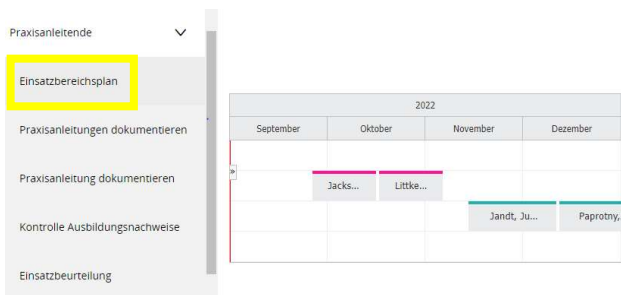 Praxisanleitende
Einsatzbereichsplan
Praxisanleitungen dokumentieren
Praxisanleitung dokumentieren
Kontrolle Ausbildungsnachweise
Einsatzbeurteilung
2022
September Oktober November Dezember
»
Jacks... Littke...
Jandt, Ju... Paprotny,